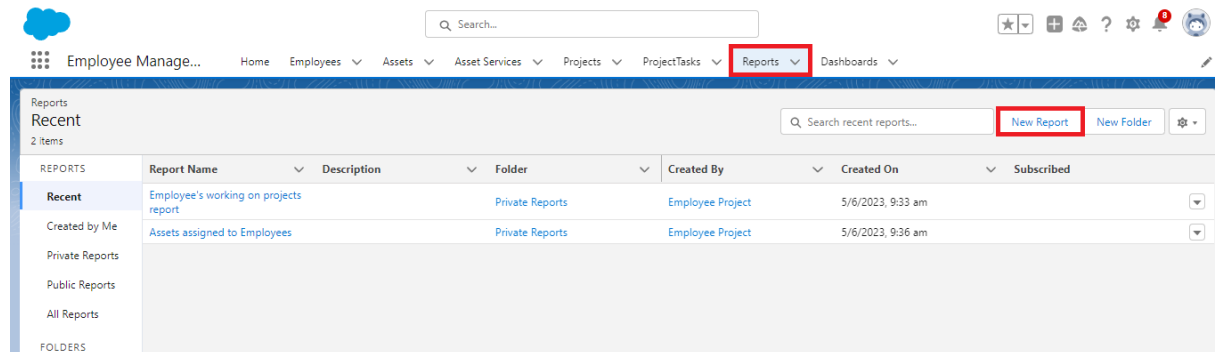 Search...
8
Employee Manage... Home Employees Assets Asset Services Projects ProjectTasks Reports Dashboards
Reports
Recent
2 items
Search recent reports...
New Report
New Folder
REPORTS
Report Name Description Folder Created By Created On Subscribed
Recent
Employee's working on projects
report
Private Reports Employee Project 5/6/2023, 9:33 am
Created by Me
Assets assigned to Employees Private Reports Employee Project 5/6/2023, 9:36 am
Private Reports
Public Reports
All Reports
FOLDERS